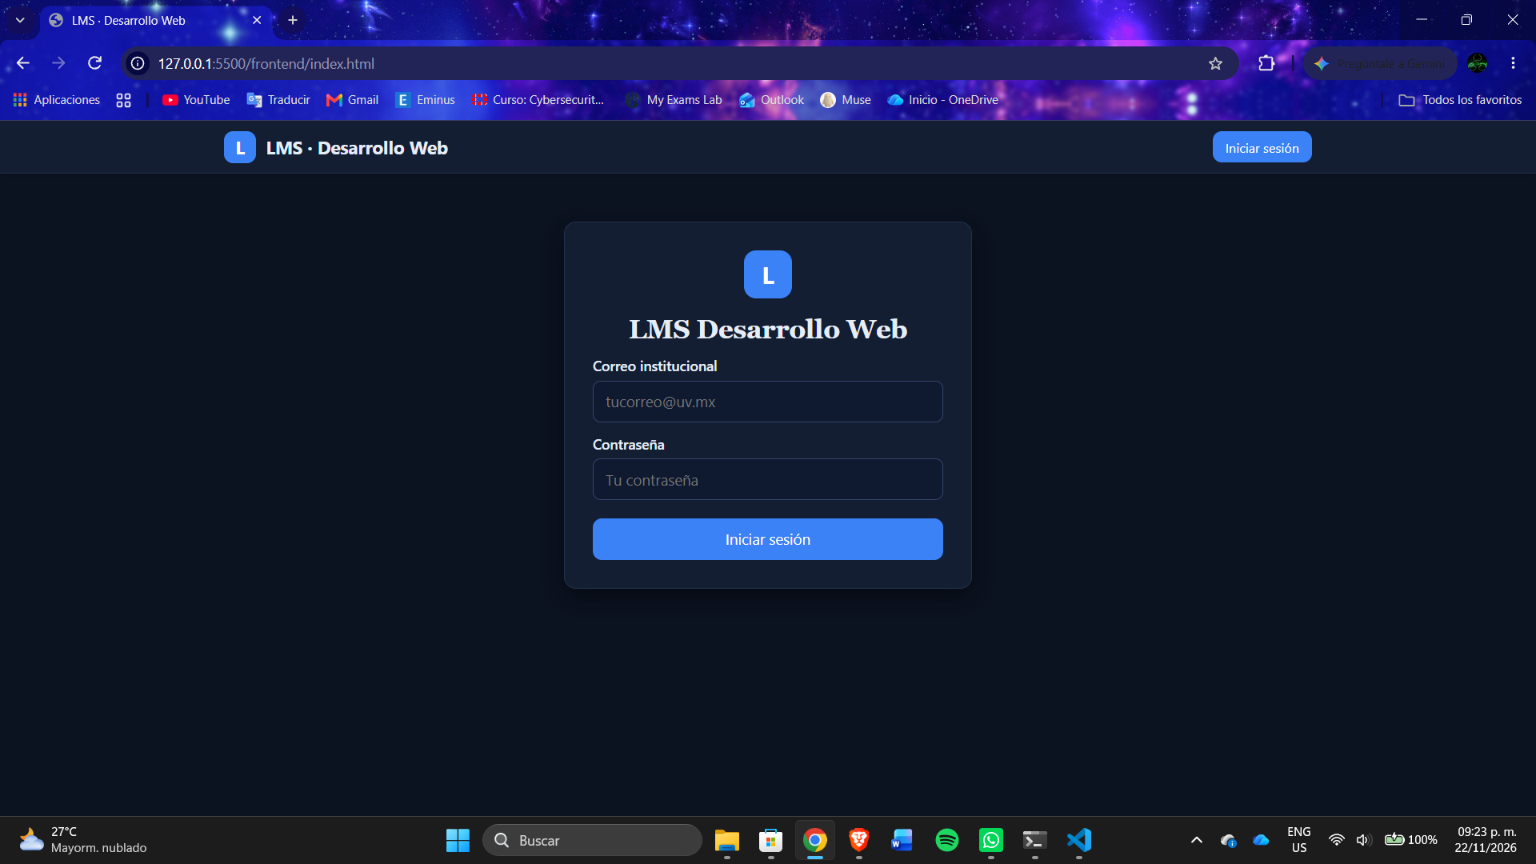 LMS · Desarrollo Web
127.0.0.1:5500/frontend/index.html
Pregúntale a Gemini
Aplicaciones
YouTube
Traducir
Gmail
E Eminus
Curso: Cybersecurit...
My Exams Lab
Outlook
Muse
Inicio - OneDrive
Todos los favoritos
L LMS · Desarrollo Web
Iniciar sesión
L
LMS Desarrollo Web
Correo institucional
tucorreo@uv.mx
Contraseña
Tu contraseña
Iniciar sesión
27°C
Mayorm. nublado
Buscar
ENG
US
100%
09:23 p. m.
22/11/2026